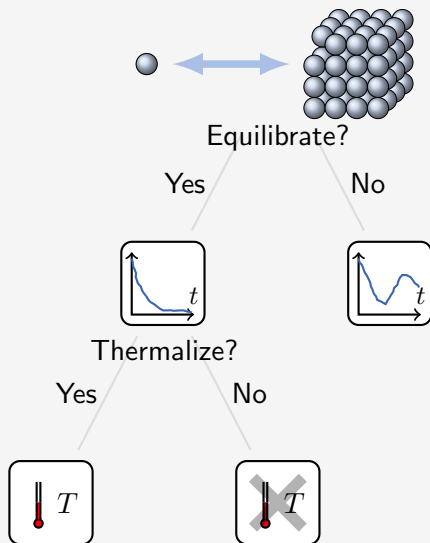 Equilibrate?
Yes
No
t
t
Thermalize?
Yes
No
T
T